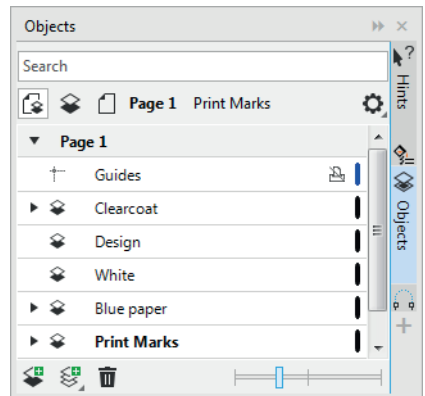 Objects
Search
Page 1 Print Marks
Page 1
Guides
Clearcoat
Design
White
Blue paper
Print Marks
Hints
Objects